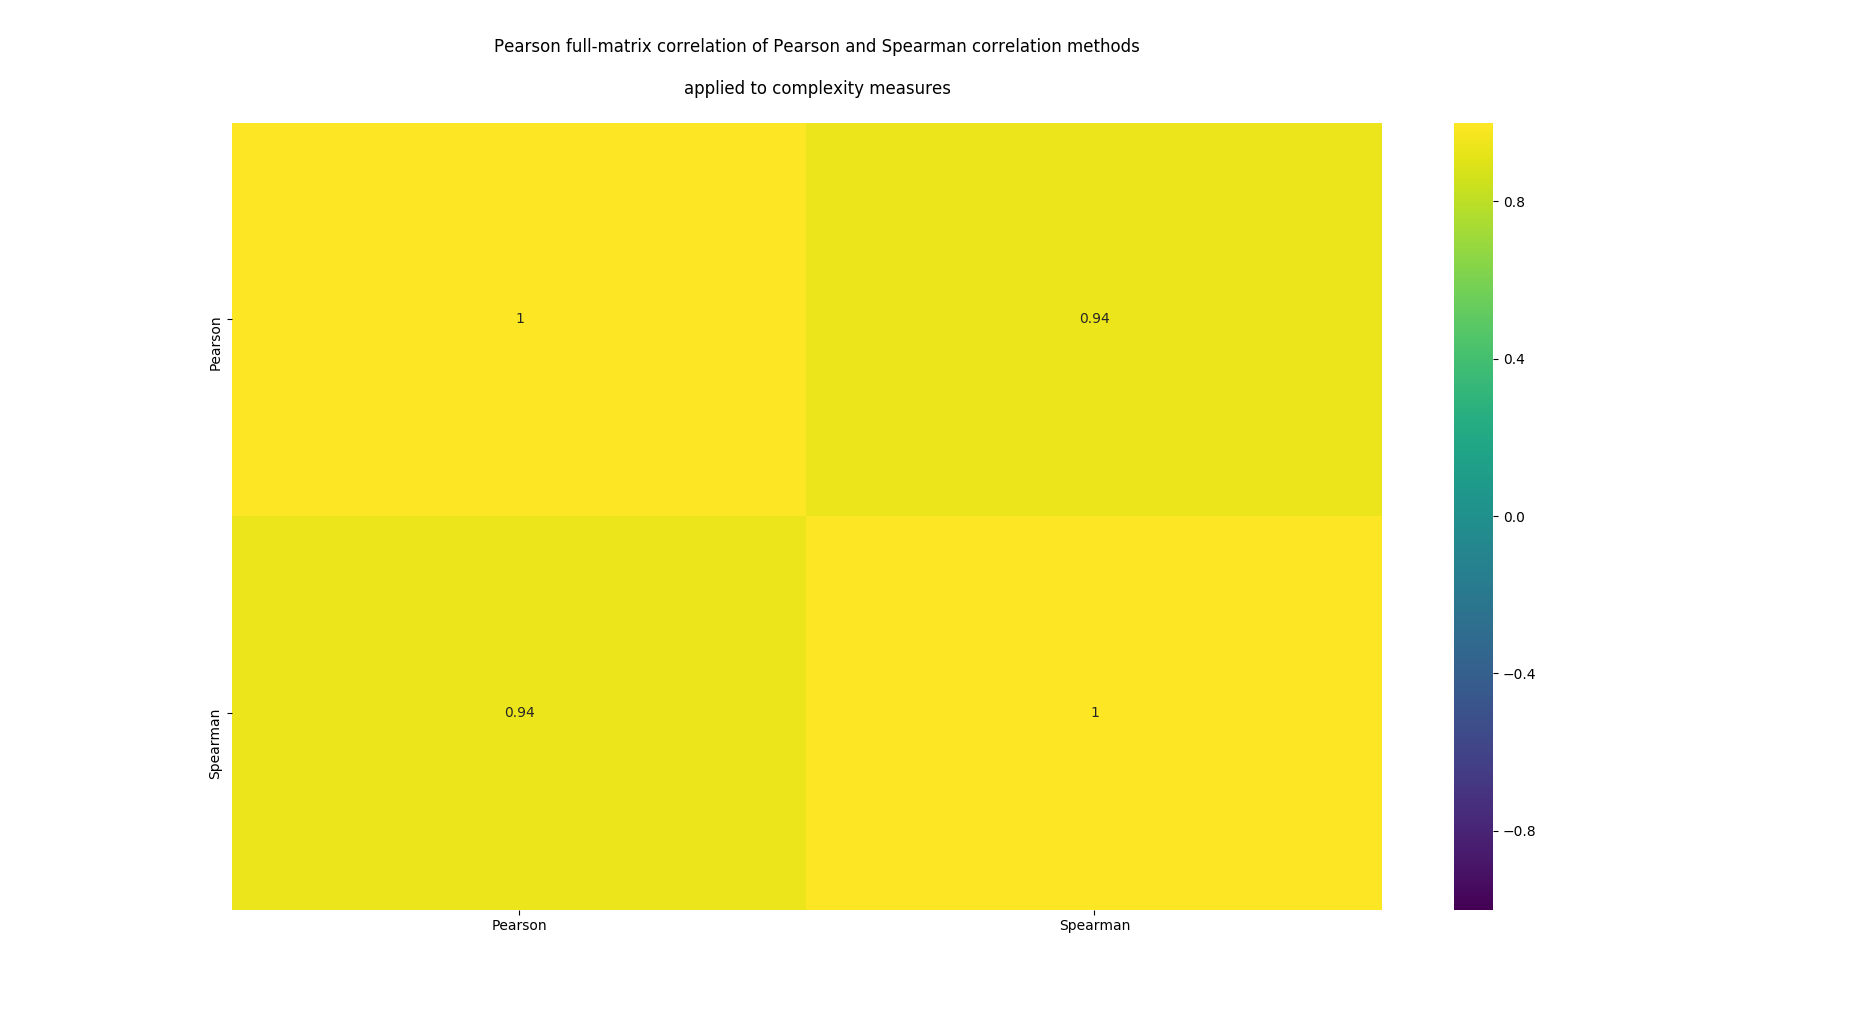 Pearson full-matrix correlation of Pearson and Spearman correlation methods
applied to complexity measures
Pearson
1
0.94
Spearman
0.94
1
Pearson
Spearman
0.8
0.4
0.0
−0.4
−0.8